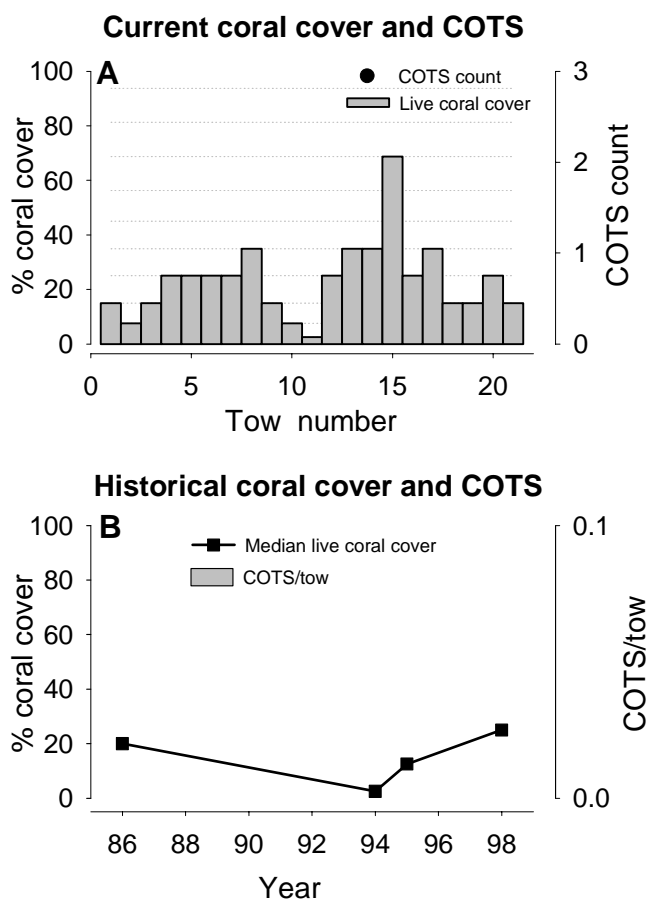 Current coral cover and COTS
A
COTS count
Live coral cover
% coral cover
100
80
60
40
20
0
COTS count
3
2
1
0
0 5 10 15 20
Tow number
Historical coral cover and COTS
B
Median live coral cover
COTS/tow
% coral cover
100
80
60
40
20
0
COTS/tow
0.1
0.0
86 88 90 92 94 96 98
Year